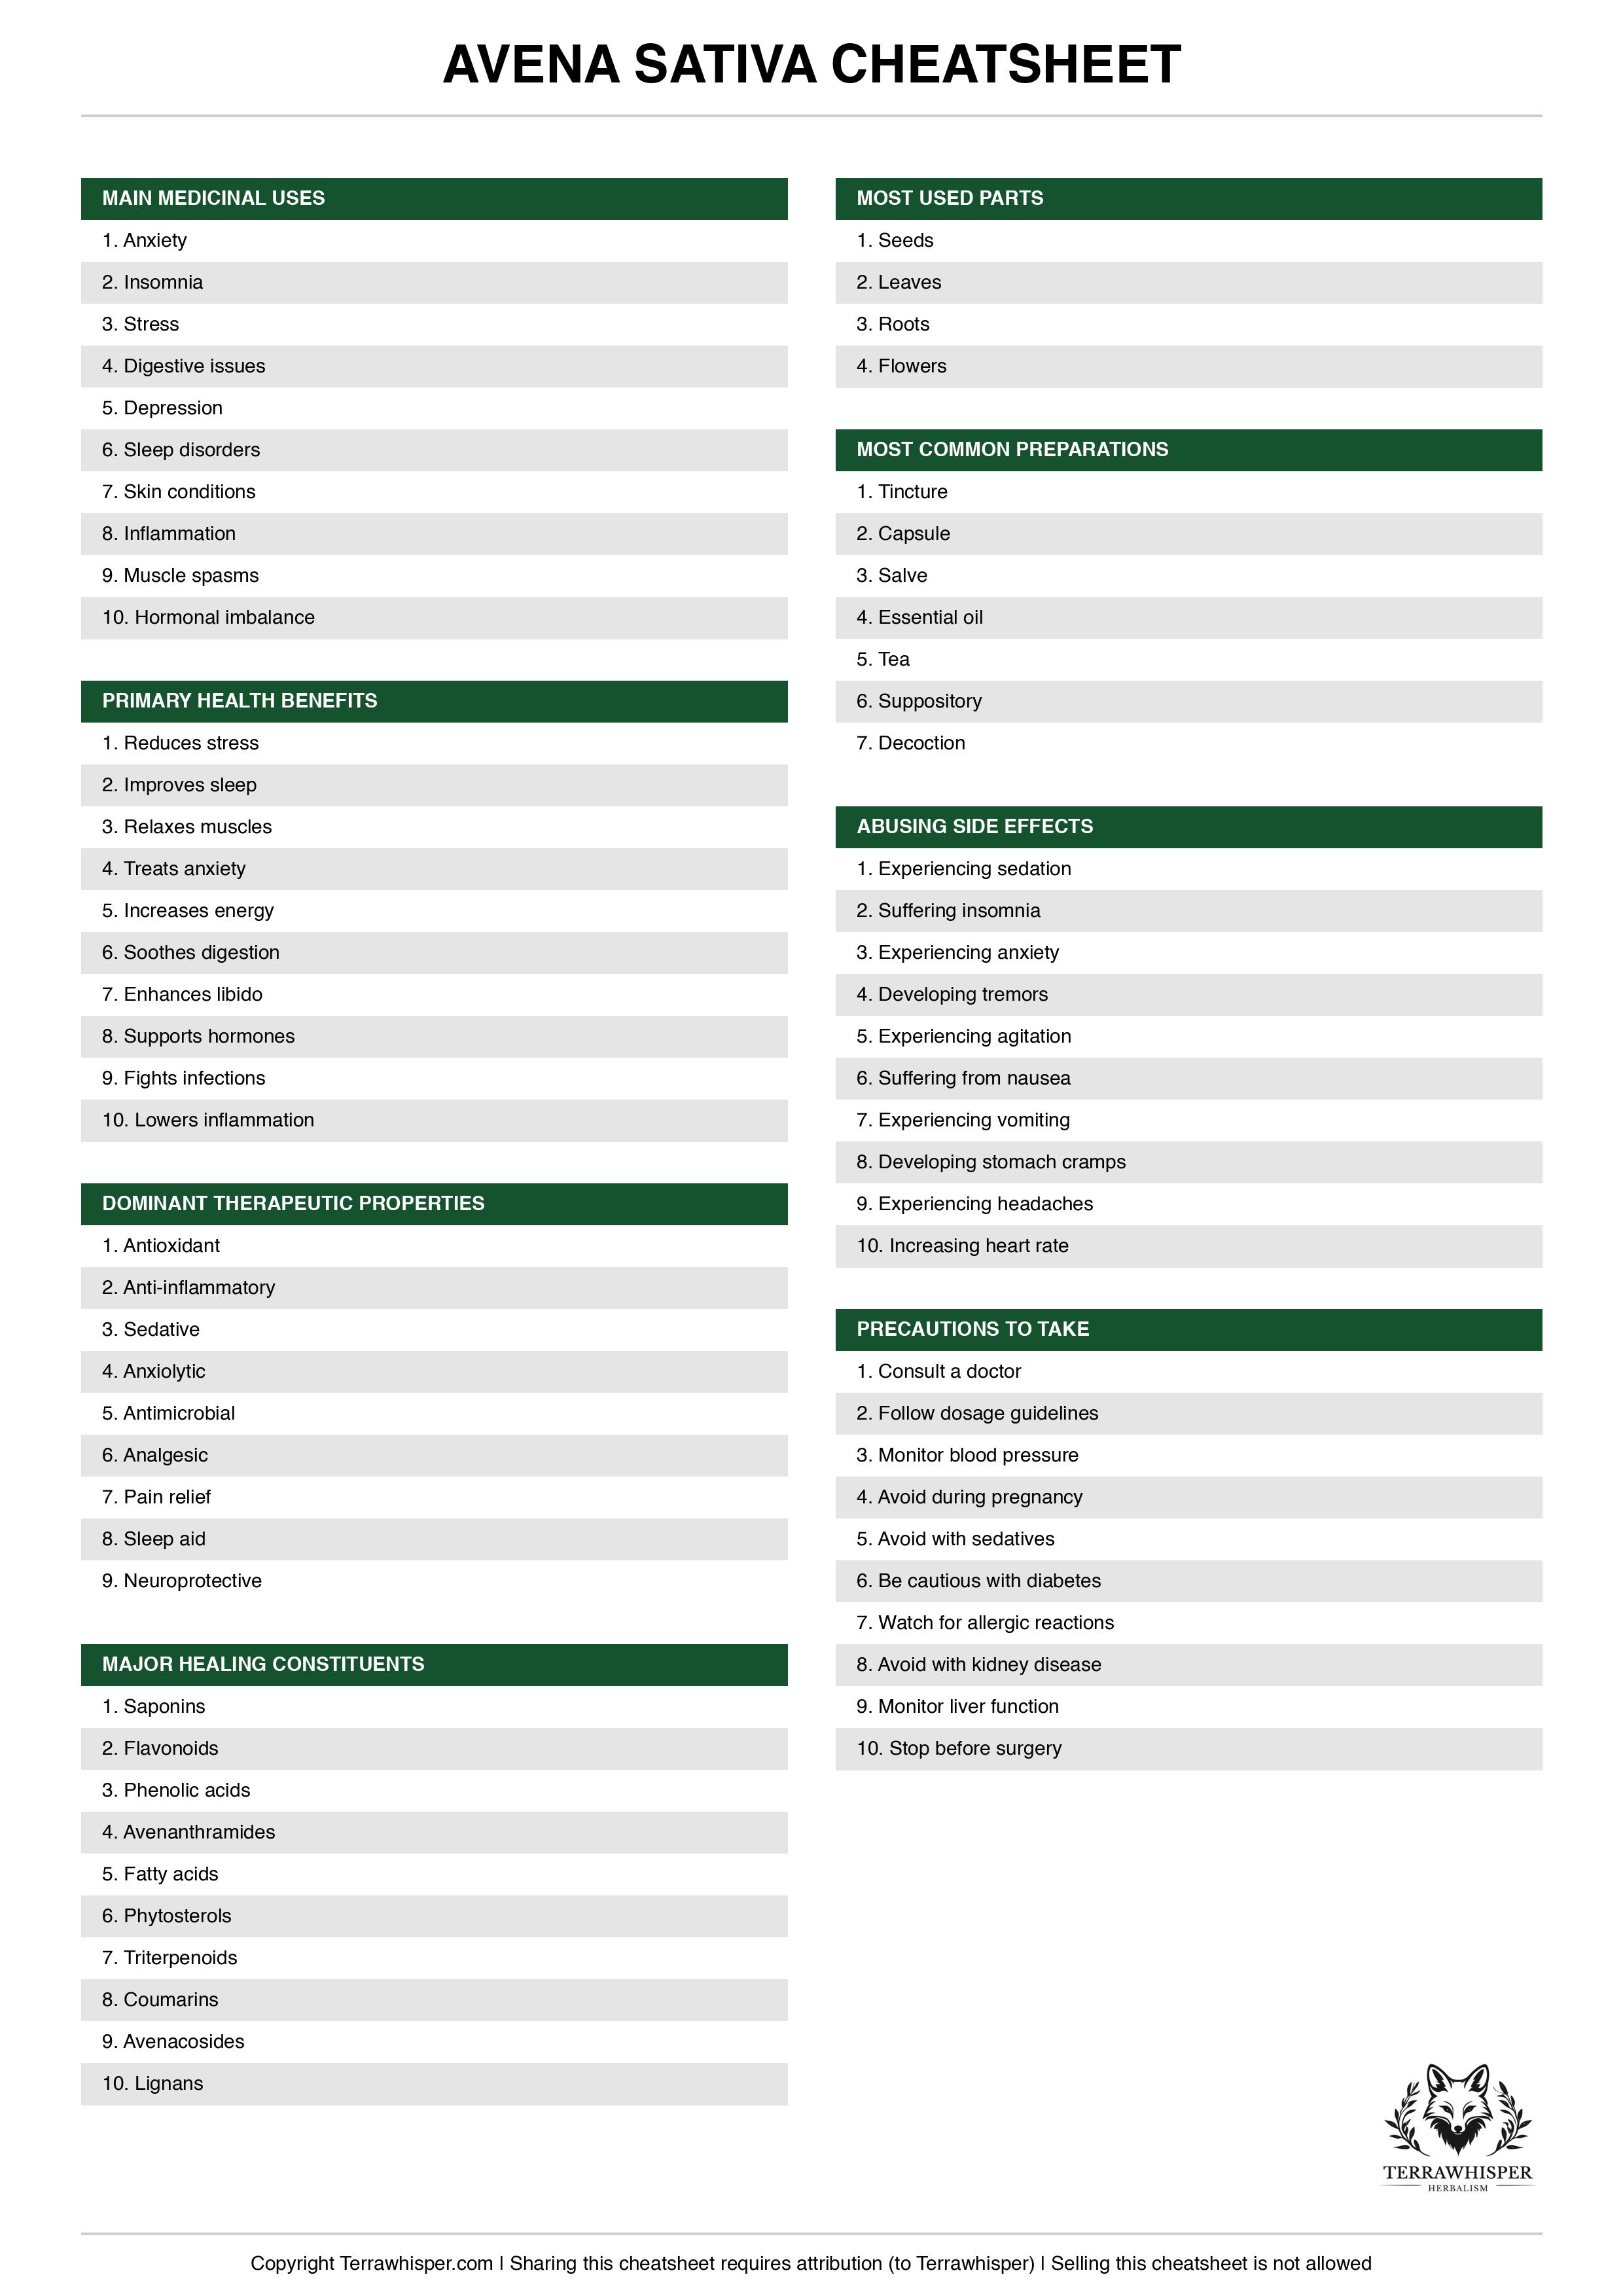 AVENA SATIVA CHEATSHEET
MAIN MEDICINAL USES
1. Anxiety
2. Insomnia
3. Stress
4. Digestive issues
5. Depression
6. Sleep disorders
7. Skin conditions
8. Inflammation
9. Muscle spasms
10. Hormonal imbalance
PRIMARY HEALTH BENEFITS
1. Reduces stress
2. Improves sleep
3. Relaxes muscles
4. Treats anxiety
5. Increases energy
6. Soothes digestion
7. Enhances libido
8. Supports hormones
9. Fights infections
10. Lowers inflammation
DOMINANT THERAPEUTIC PROPERTIES
1. Antioxidant
2. Anti-inflammatory
3. Sedative
4. Anxiolytic
5. Antimicrobial
6. Analgesic
7. Pain relief
8. Sleep aid
9. Neuroprotective
MAJOR HEALING CONSTITUENTS
1. Saponins
2. Flavonoids
3. Phenolic acids
4. Avenanthramides
5. Fatty acids
6. Phytosterols
7. Triterpenoids
8. Coumarins
9. Avenacosides
10. Lignans
MOST USED PARTS
1. Seeds
2. Leaves
3. Roots
4. Flowers
MOST COMMON PREPARATIONS
1. Tincture
2. Capsule
3. Salve
4. Essential oil
5. Tea
6. Suppository
7. Decoction
ABUSING SIDE EFFECTS
1. Experiencing sedation
2. Suffering insomnia
3. Experiencing anxiety
4. Developing tremors
5. Experiencing agitation
6. Suffering from nausea
7. Experiencing vomiting
8. Developing stomach cramps
9. Experiencing headaches
10. Increasing heart rate
PRECAUTIONS TO TAKE
1. Consult a doctor
2. Follow dosage guidelines
3. Monitor blood pressure
4. Avoid during pregnancy
5. Avoid with sedatives
6. Be cautious with diabetes
7. Watch for allergic reactions
8. Avoid with kidney disease
9. Monitor liver function
10. Stop before surgery
TERRAWHISPER
HERBALISM
Copyright Terrawhisper.com | Sharing this cheatsheet requires attribution (to Terrawhisper) | Selling this cheatsheet is not allowed